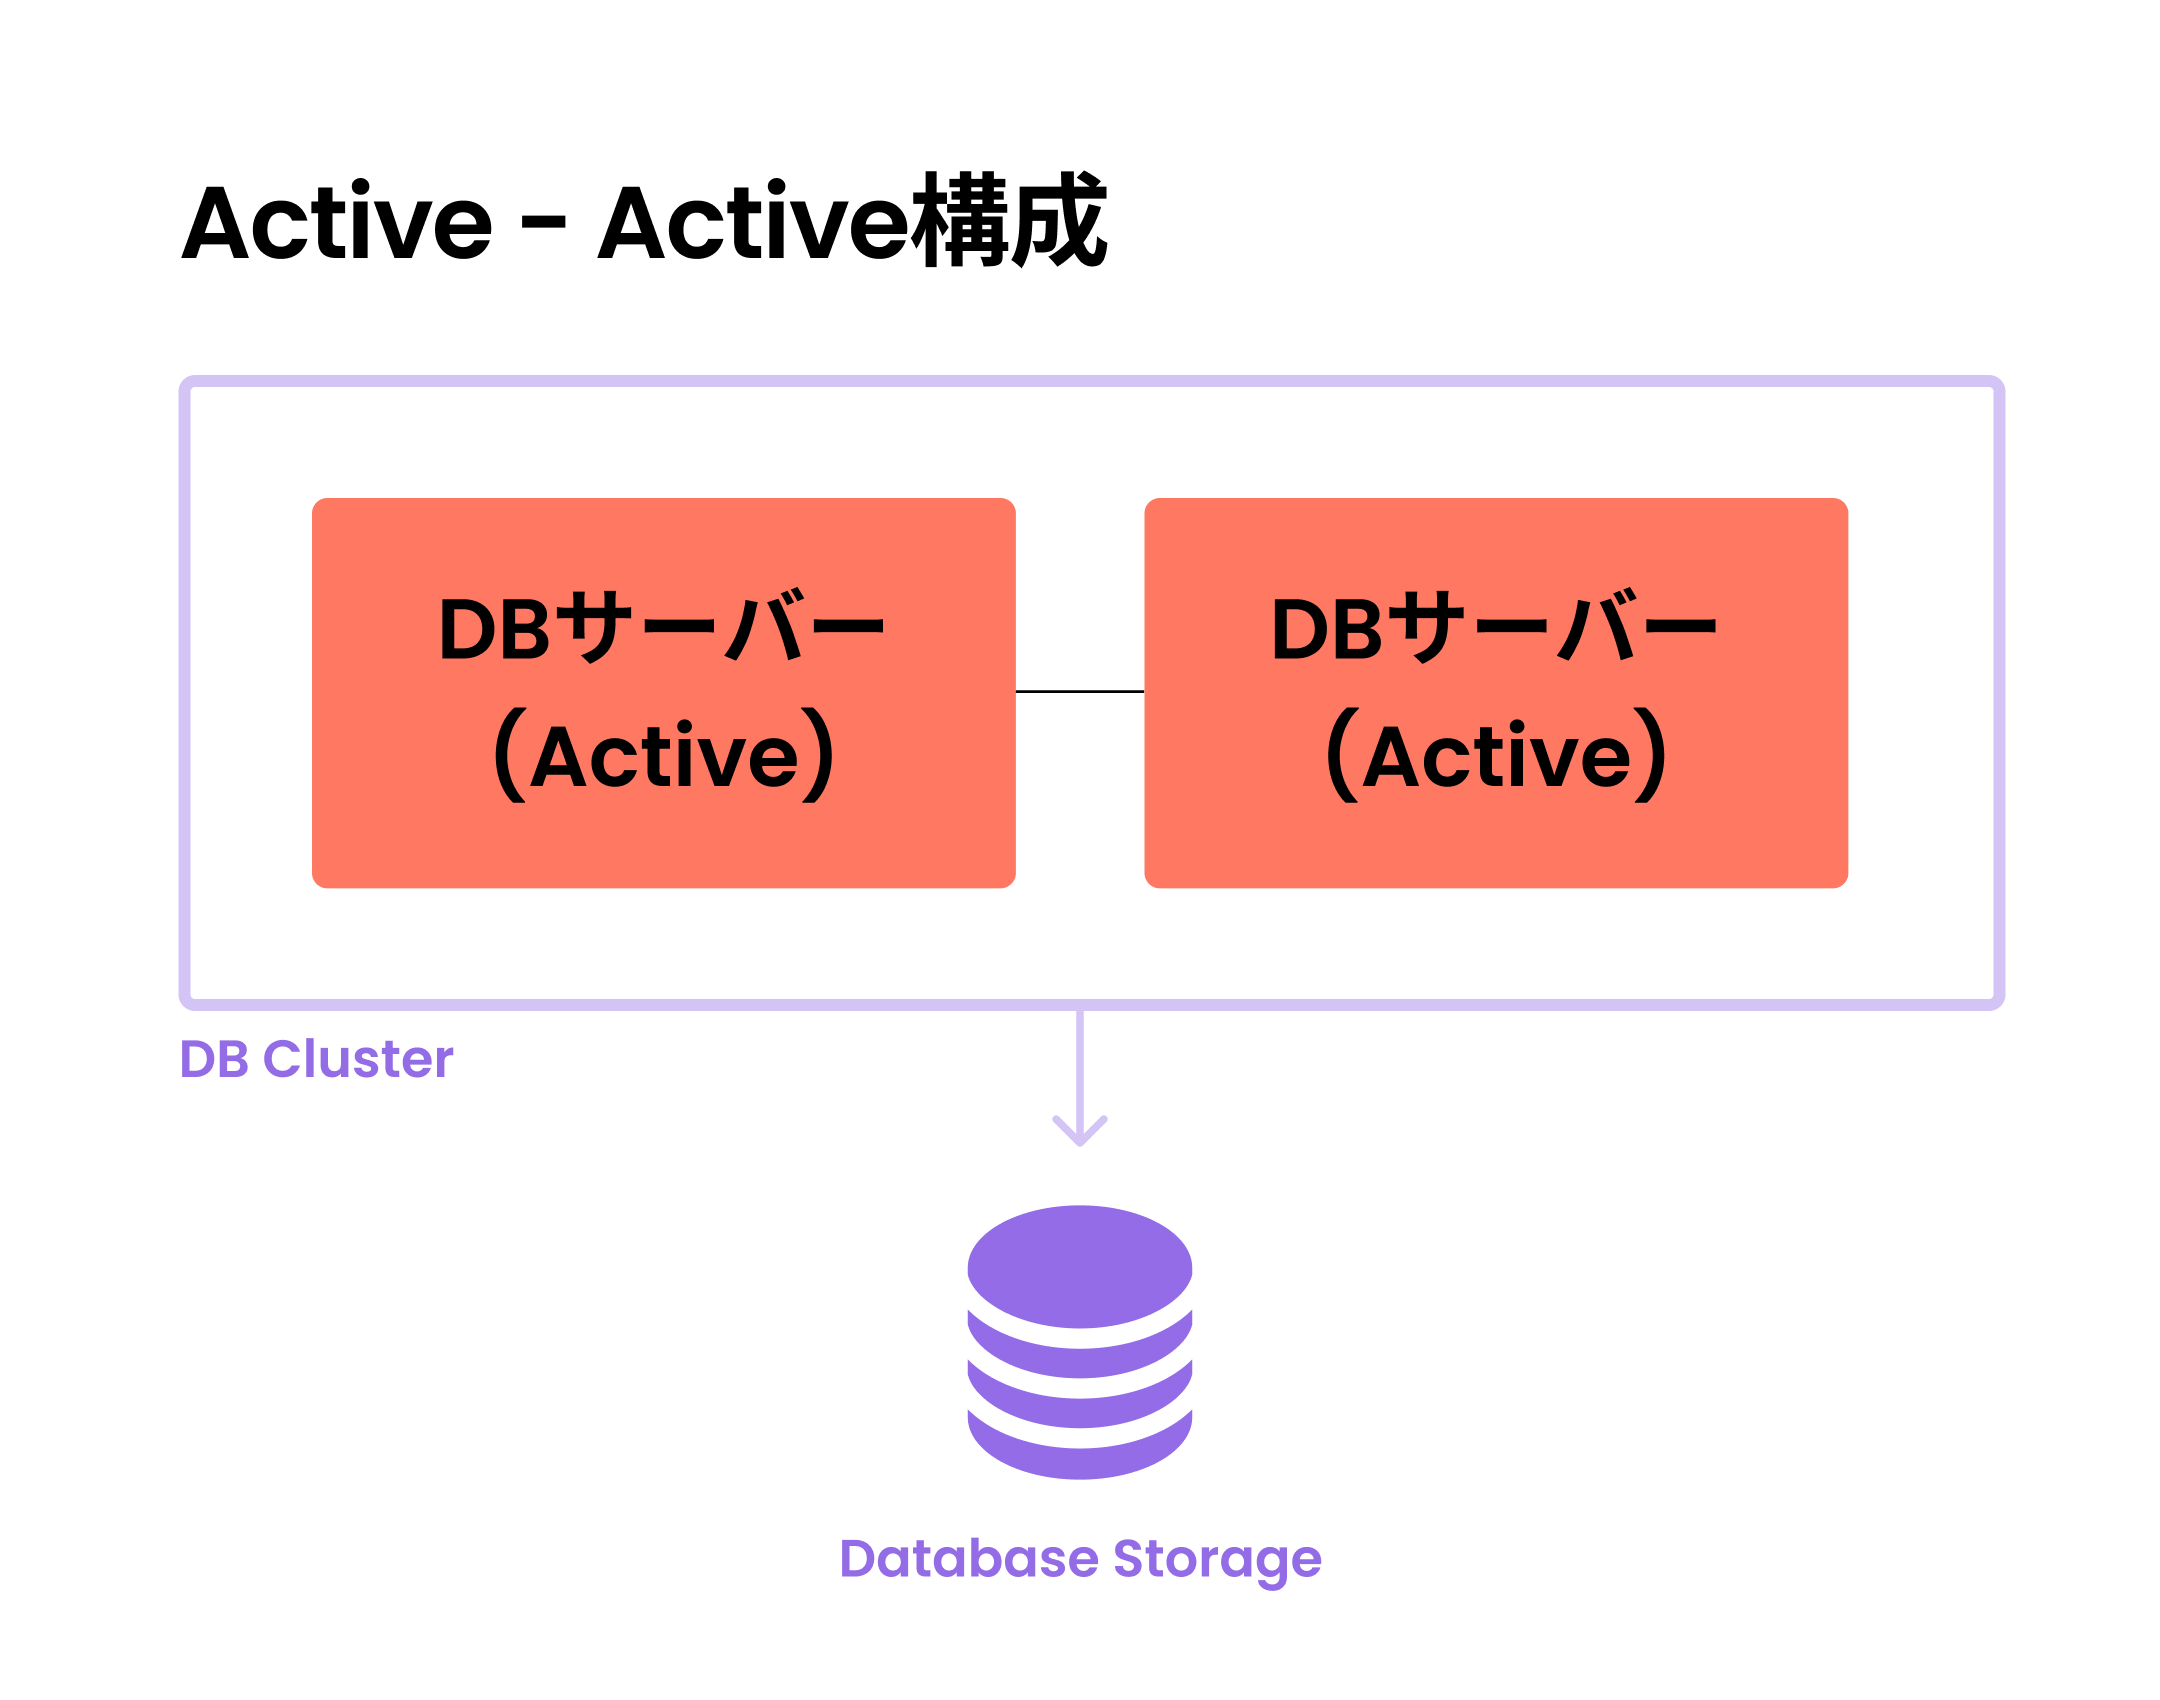 Active - Active構成
DBサーバー
(Active)
DBサーバー
(Active)
DB Cluster
Database Storage